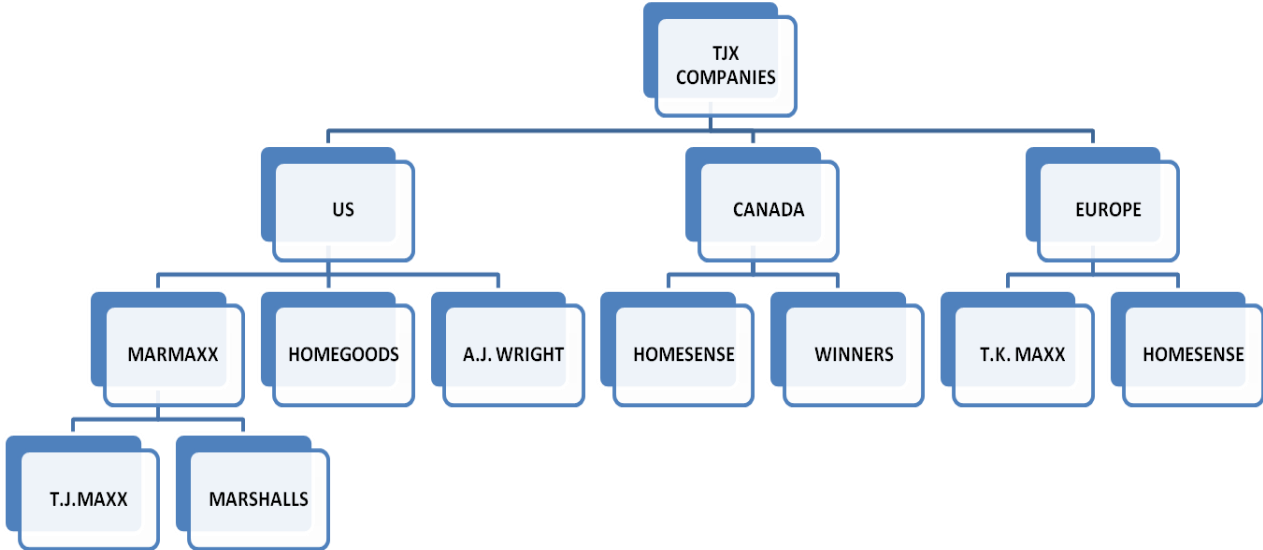 TJX
COMPANIES
US
CANADA
EUROPE
MARMAXX
HOMEGOODS
A.J. WRIGHT
HOMESENSE
WINNERS
T.K. MAXX
HOMESENSE
T.J.MAXX
MARSHALLS